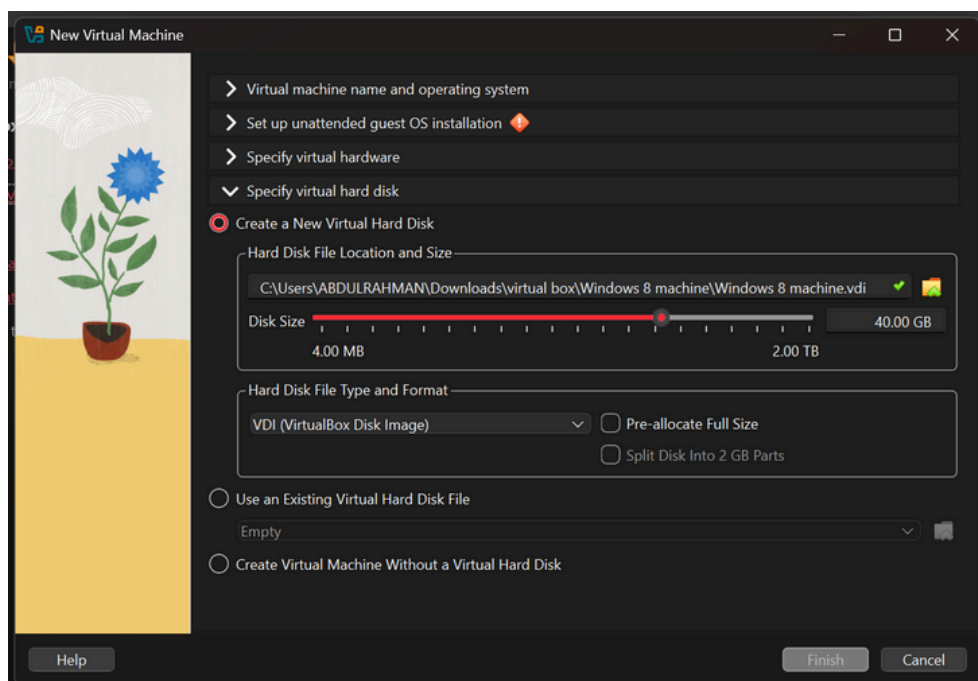 New Virtual Machine
Virtual machine name and operating system
Set up unattended guest OS installation
Specify virtual hardware
Specify virtual hard disk
Create a New Virtual Hard Disk
Hard Disk File Location and Size
C:\Users\ABDULRAHMAN\Downloads\virtual box\Windows 8 machine\Windows 8 machine.vdi
Disk Size 40.00 GB
4.00 MB 2.00 TB
Hard Disk File Type and Format
VDI (VirtualBox Disk Image) Pre-allocate Full Size
Split Disk Into 2 GB Parts
Use an Existing Virtual Hard Disk File
Empty
Create Virtual Machine Without a Virtual Hard Disk
Help Finish Cancel